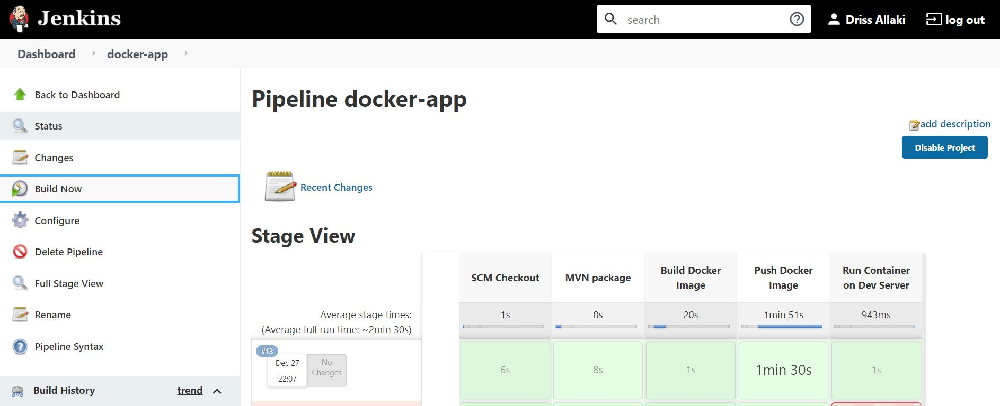 Jenkins
search
Driss Allaki
log out
Dashboard
docker-app
Back to Dashboard
Status
Changes
Build Now
Configure
Delete Pipeline
Full Stage View
Rename
Pipeline Syntax
Build History
trend
Pipeline docker-app
add description
Disable Project
Recent Changes
Stage View
SCM Checkout
MVN package
Build Docker
Image
Push Docker
Image
Run Container
on Dev Server
Average stage times:
(Average full run time: ~2min 30s)
1s
8s
20s
1min 51s
943ms
#13
Dec 27
22:07
No
Changes
6s
8s
1s
1min 30s
1s